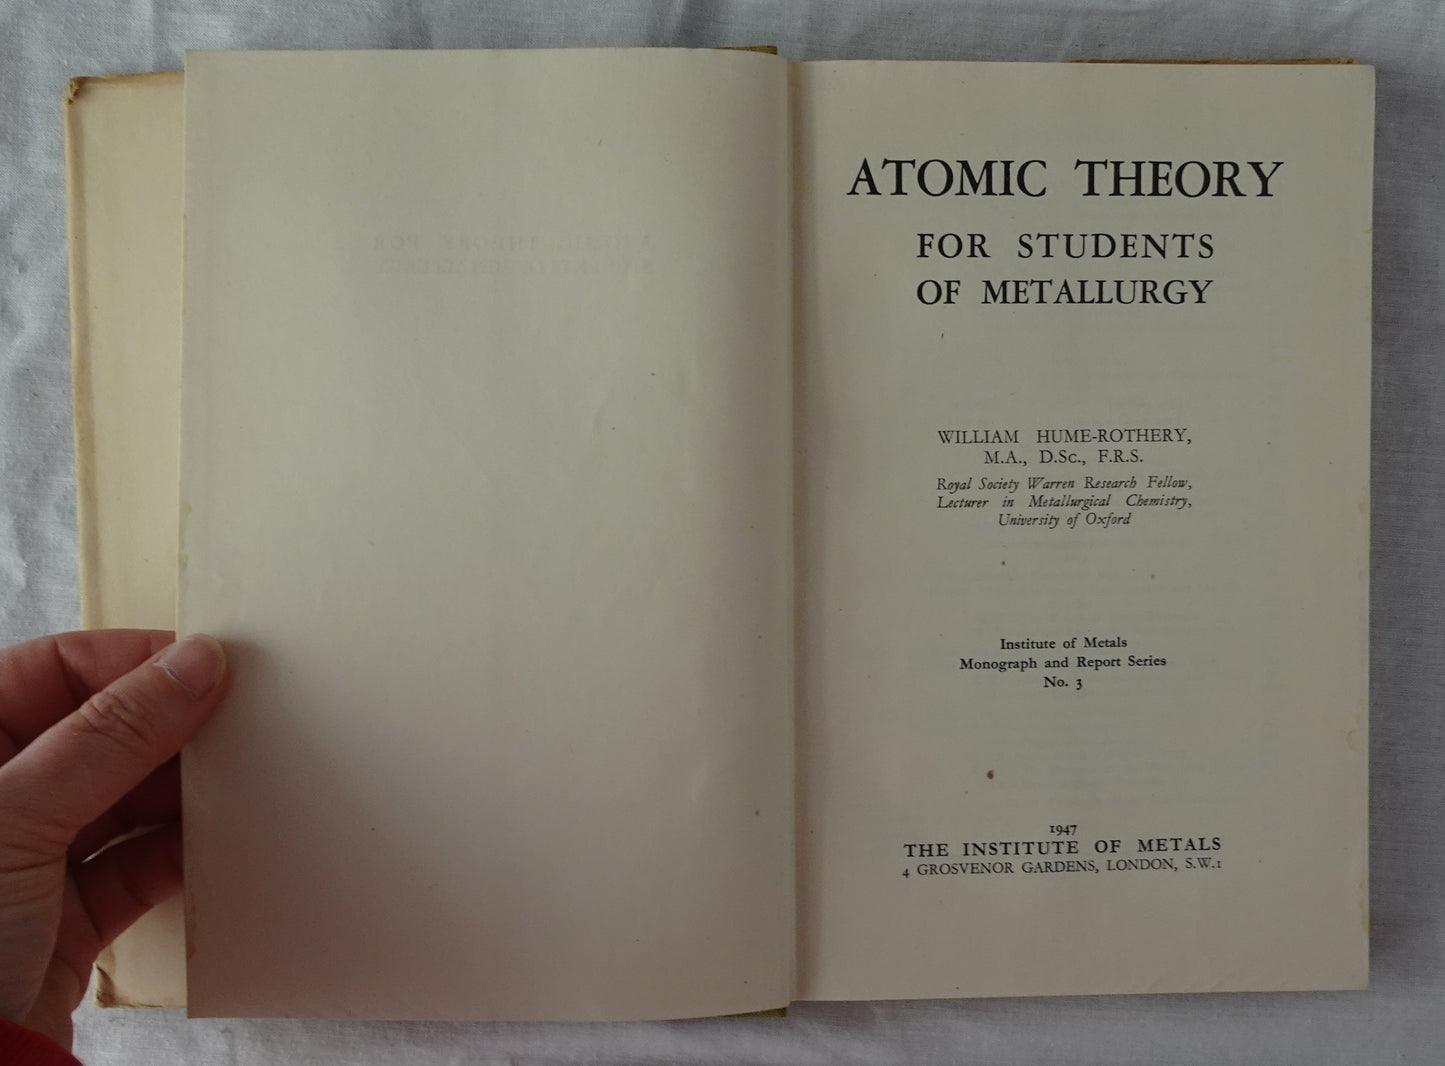 ATOMIC THEORY
FOR STUDENTS
OF METALLURGY
WILLIAM HUME-ROTHERY,
M.A., D.Sc., F.R.S.
Royal Society Warren Research Fellow,
Lecturer in Metallurgical Chemistry,
University of Oxford
Institute of Metals
Monograph and Report Series
No. 3
1947
THE INSTITUTE OF METALS
4 GROSVENOR GARDENS, LONDON, S.W.1